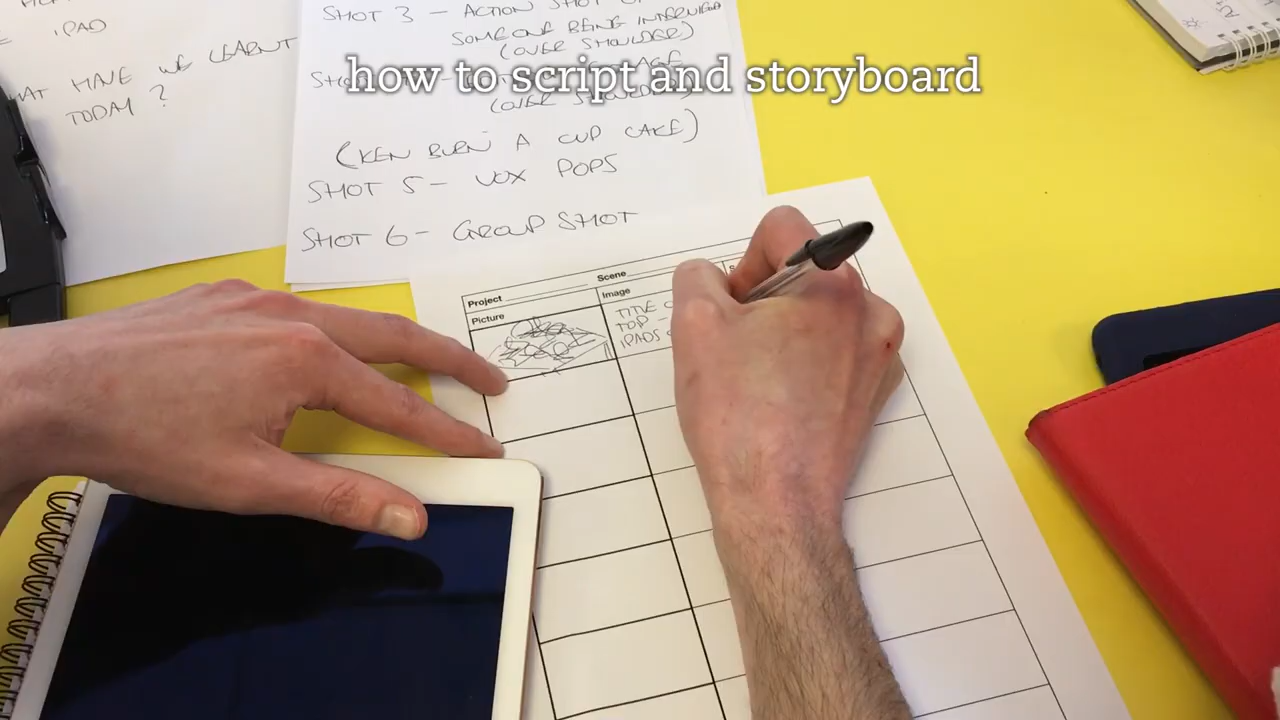 how to script and storyboard
IPAD
HAVE WE LEARNT
TODAY ?
SHOT 3 - ACTION SHOT OF
SOMEONE BEING INTERVIEWED
(OVER SHOULDER)
(OVER SHOULDER)
(KEN BURN A CUP CAKE)
SHOT 5 - VOX POPS
SHOT 6 - GROUP SHOT
Project Scene
Picture Image
TITLE
TOP -
IPADS
2